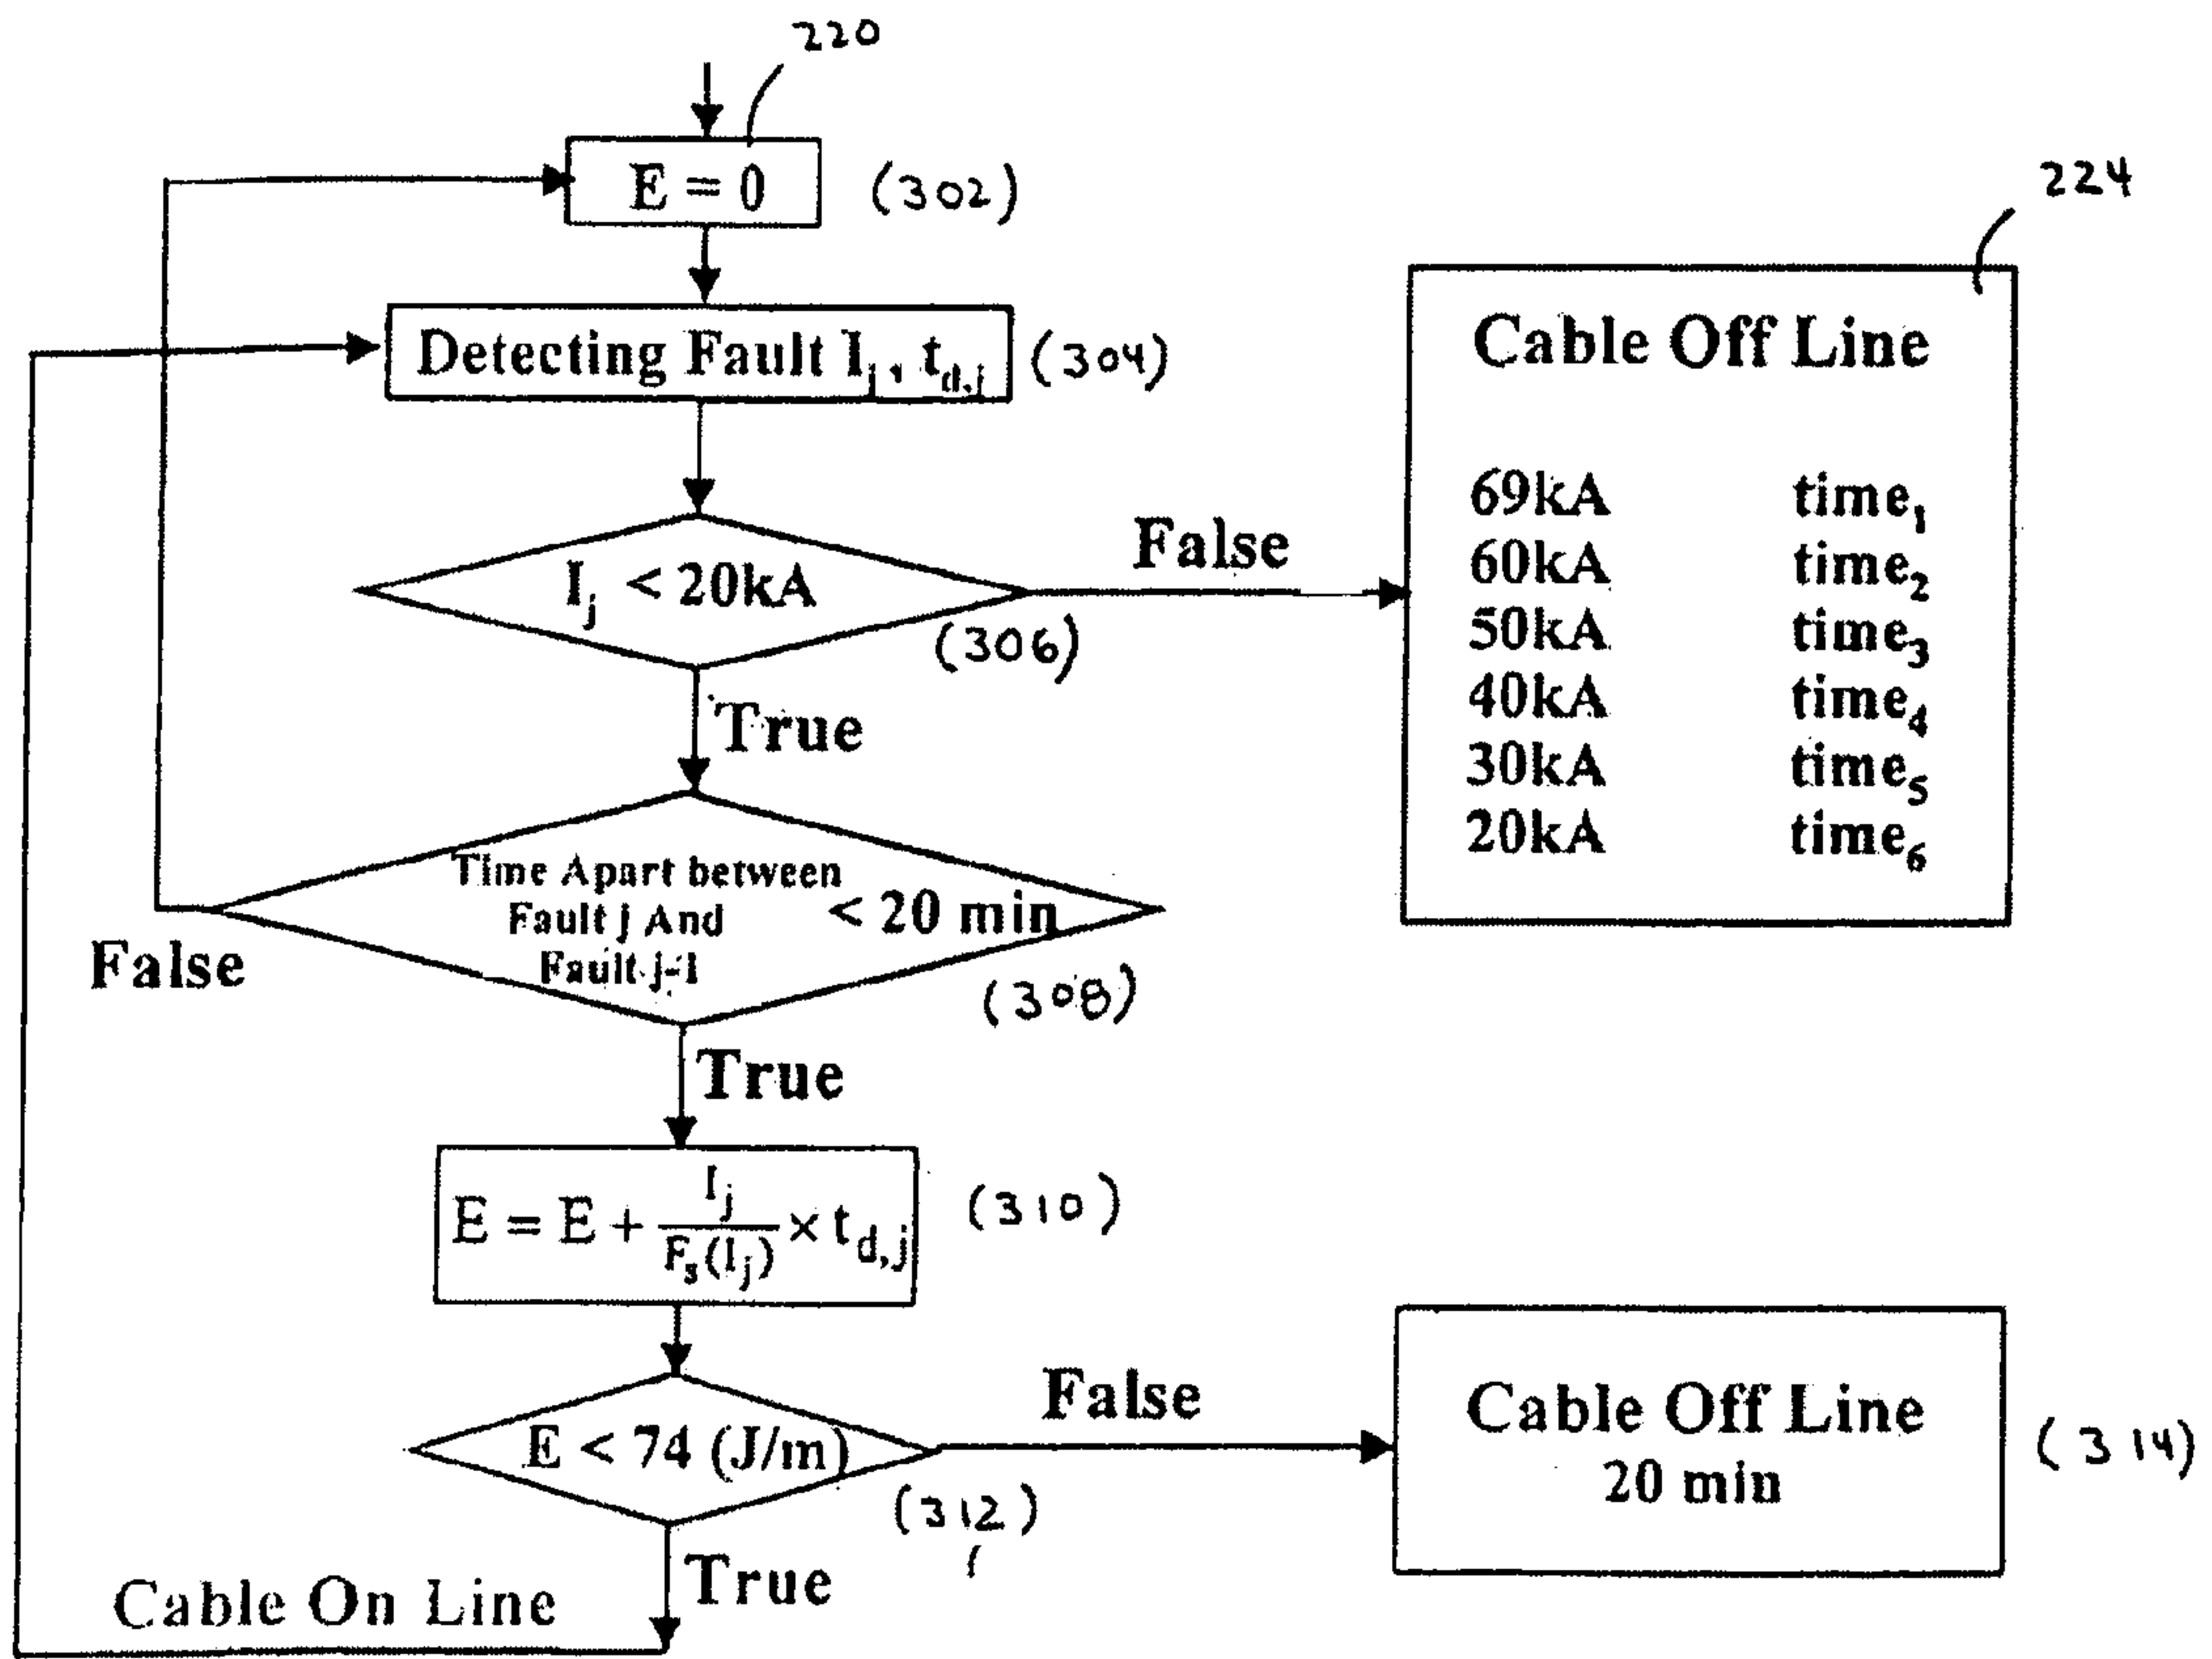 220
E = 0 (302)
224
Detecting Fault I_j, t_d,j (304)
Cable Off Line
69kA time_1
60kA time_2
50kA time_3
40kA time_4
30kA time_5
20kA time_6
I_j < 20kA
False
(306)
True
Time Apart between
Fault j And
Fault j-1
< 20 min
False
(308)
True
E = E + I_j / F_s(I_j) × t_d,j (310)
E < 74 (J/m)
False
(312)
Cable Off Line
20 min
(314)
True
Cable On Line